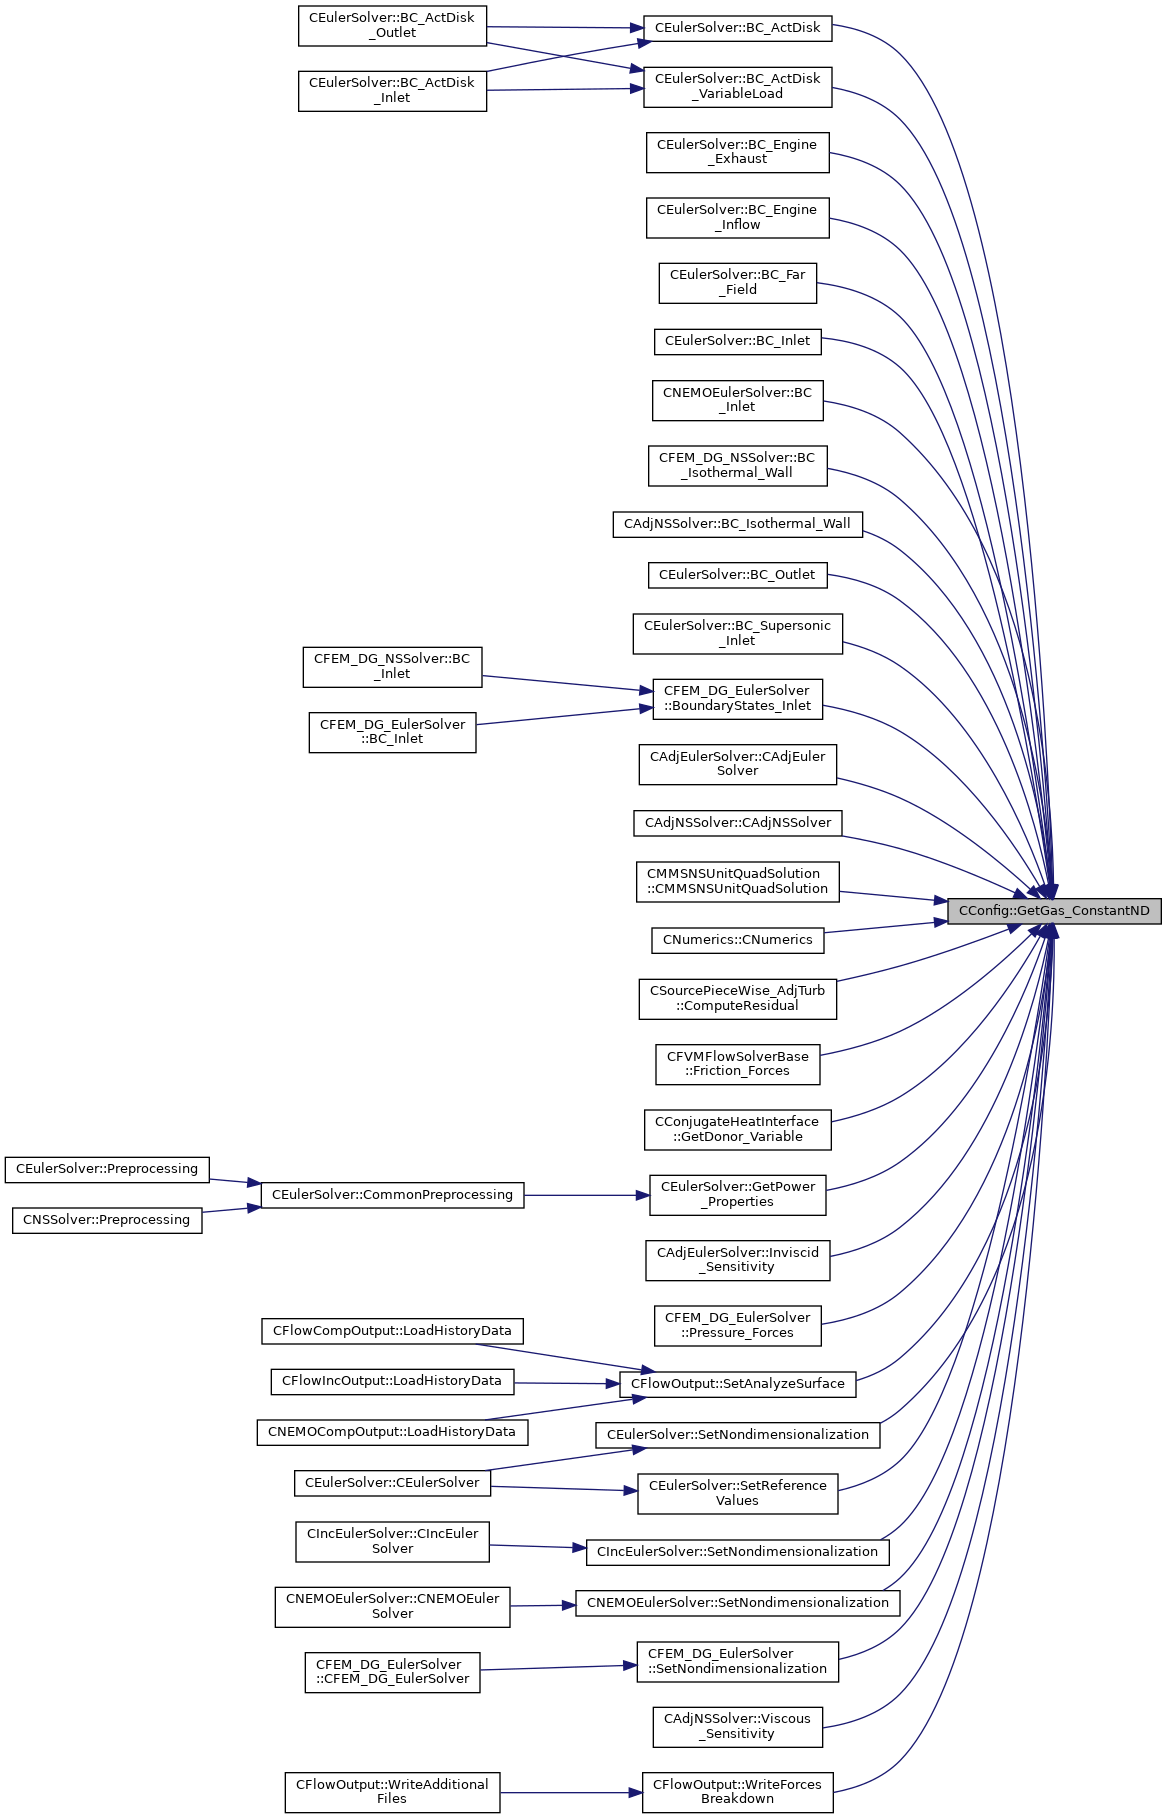 CEulerSolver::BC_ActDisk
_Outlet
CEulerSolver::BC_ActDisk
_Inlet
CEulerSolver::BC_ActDisk
CEulerSolver::BC_ActDisk
_VariableLoad
CEulerSolver::BC_Engine
_Exhaust
CEulerSolver::BC_Engine
_Inflow
CEulerSolver::BC_Far
_Field
CEulerSolver::BC_Inlet
CNEMOEulerSolver::BC
_Inlet
CFEM_DG_NSSolver::BC
_Isothermal_Wall
CAdjNSSolver::BC_Isothermal_Wall
CEulerSolver::BC_Outlet
CEulerSolver::BC_Supersonic
_Inlet
CFEM_DG_NSSolver::BC
_Inlet
CFEM_DG_EulerSolver
::BC_Inlet
CFEM_DG_EulerSolver
::BoundaryStates_Inlet
CAdjEulerSolver::CAdjEuler
Solver
CAdjNSSolver::CAdjNSSolver
CMMSNSUnitQuadSolution
::CMMSNSUnitQuadSolution
CConfig::GetGas_ConstantND
CNumerics::CNumerics
CSourcePieceWise_AdjTurb
::ComputeResidual
CFVMFlowSolverBase
::Friction_Forces
CConjugateHeatInterface
::GetDonor_Variable
CEulerSolver::Preprocessing
CNSSolver::Preprocessing
CEulerSolver::CommonPreprocessing
CEulerSolver::GetPower
_Properties
CAdjEulerSolver::Inviscid
_Sensitivity
CFEM_DG_EulerSolver
::Pressure_Forces
CFlowCompOutput::LoadHistoryData
CFlowIncOutput::LoadHistoryData
CNEMOCompOutput::LoadHistoryData
CFlowOutput::SetAnalyzeSurface
CEulerSolver::SetNondimensionalization
CEulerSolver::CEulerSolver
CEulerSolver::SetReference
Values
CIncEulerSolver::CIncEuler
Solver
CIncEulerSolver::SetNondimensionalization
CNEMOEulerSolver::CNEMOEuler
Solver
CNEMOEulerSolver::SetNondimensionalization
CFEM_DG_EulerSolver
::CFEM_DG_EulerSolver
CFEM_DG_EulerSolver
::SetNondimensionalization
CAdjNSSolver::Viscous
_Sensitivity
CFlowOutput::WriteAdditional
Files
CFlowOutput::WriteForces
Breakdown